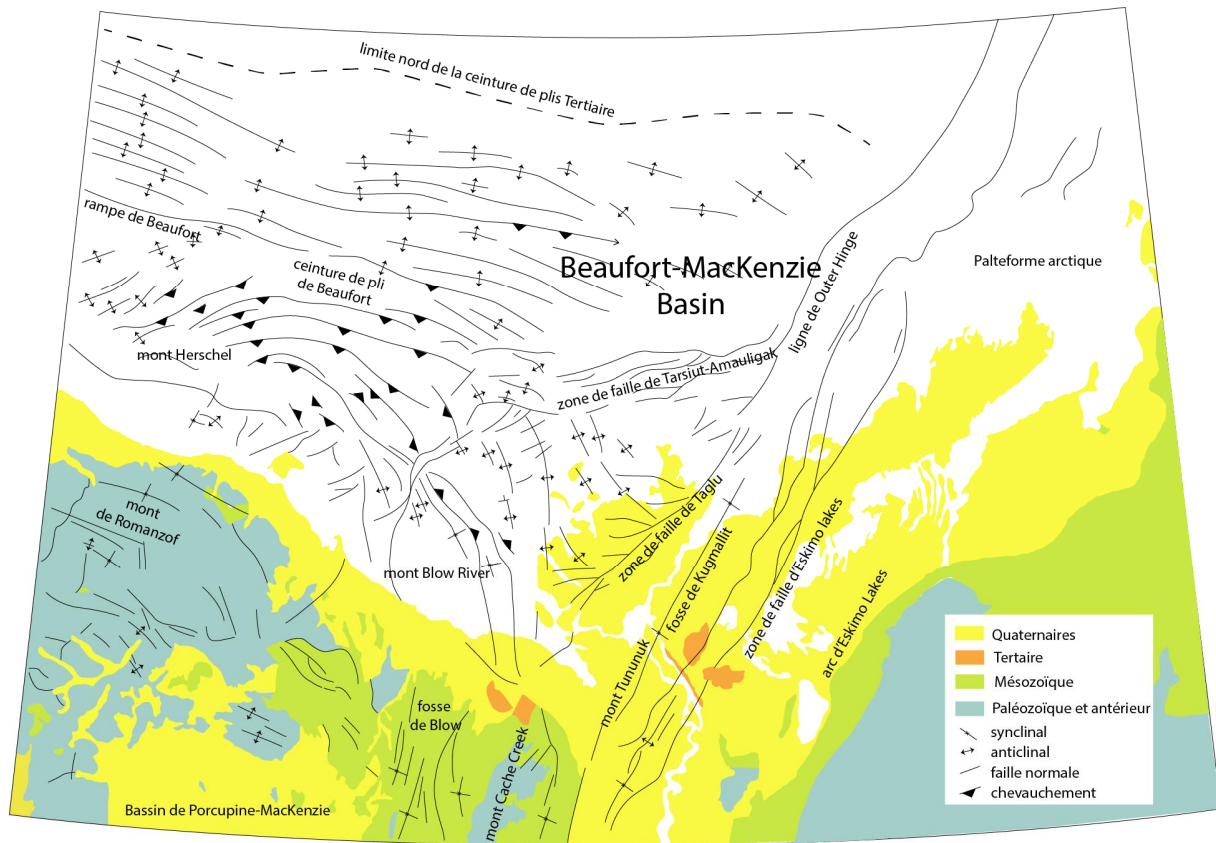 limite nord de la ceinture de plis Tertiaire
rampe de Beaufort
ceinture de pli
de Beaufort
Beaufort-MacKenzie
Basin
ligne de Outer Hinge
Palteforme arctique
mont Herschel
zone de faille de Tarsiut-Amauligak
mont
de Romanzof
mont Blow River
zone de faille de Taglu
fosse de Kugmallit
zone de faille d'Eskimo lakes
arc d'Eskimo Lakes
mont Tununuk
fosse
de Blow
mont Cache Creek
Bassin de Porcupine-MacKenzie
Quaternaires
Tertaire
Mésozoïque
Paléozoïque et antérieur
synclinal
anticlinal
faille normale
chevauchement